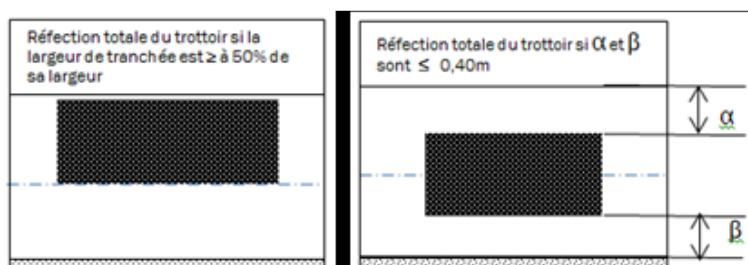 Réfection totale du trottoir si la
largeur de tranchée est ≥ à 50% de
sa largeur
Réfection totale du trottoir si α et β
sont ≤ 0,40m
α
β